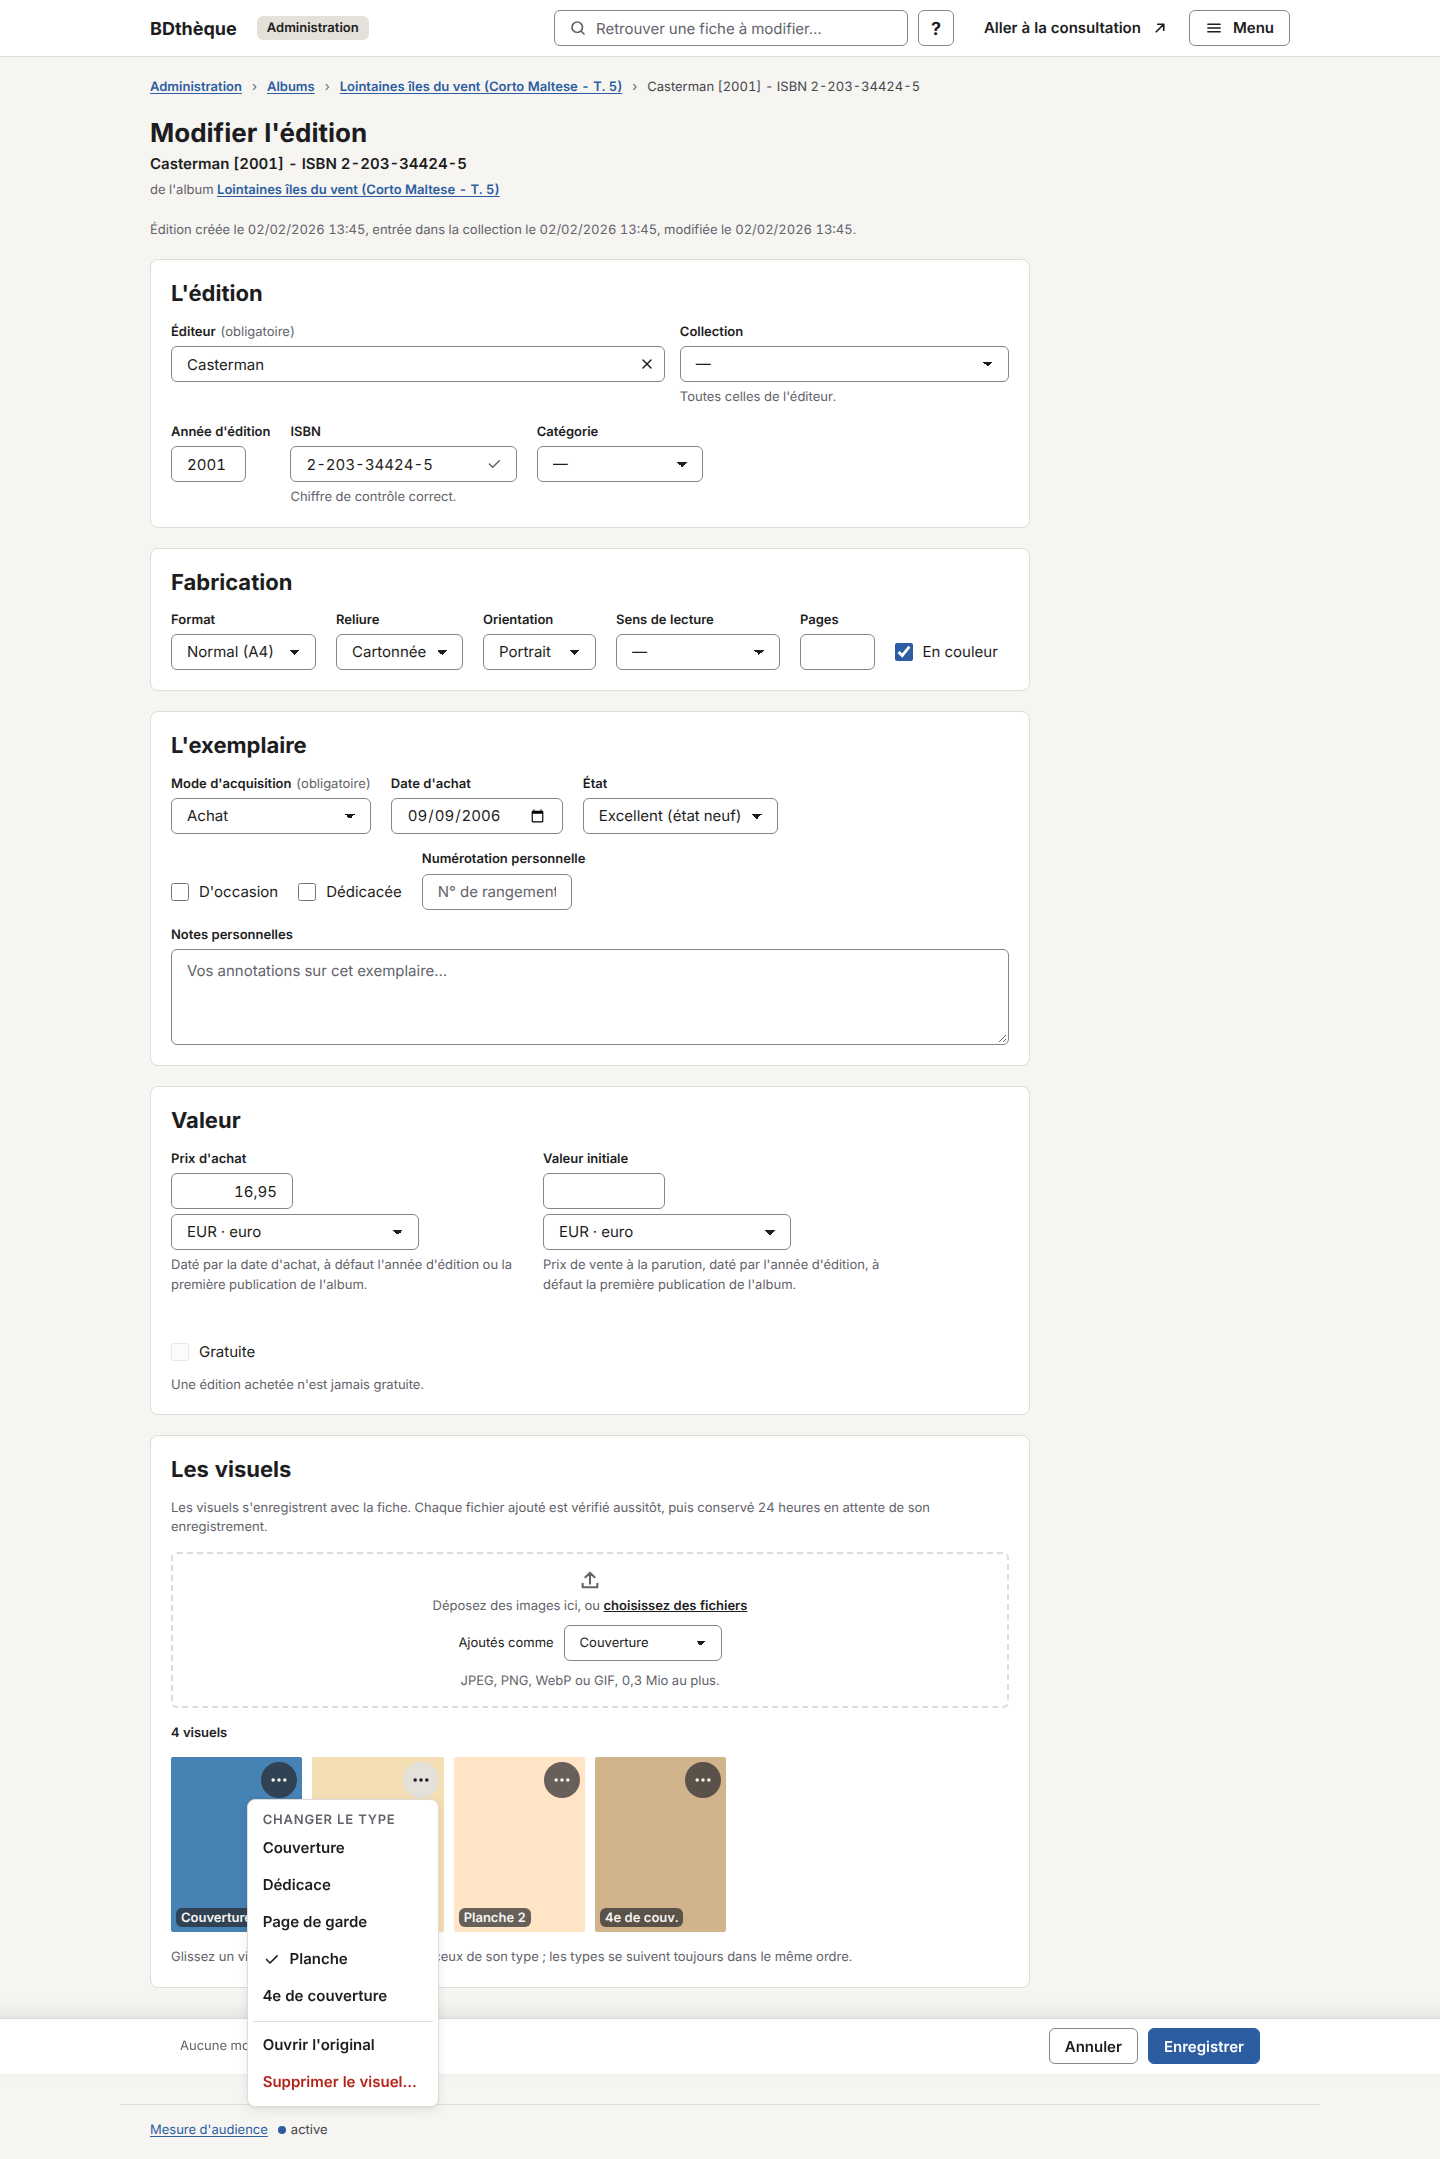 BDthèque
Administration
Retrouver une fiche à modifier...
?
Aller à la consultation
Menu
Administration › Albums › Lointaines îles du vent (Corto Maltese - T. 5) › Casterman [2001] - ISBN 2-203-34424-5
Modifier l'édition
Casterman [2001] - ISBN 2-203-34424-5
de l'album Lointaines îles du vent (Corto Maltese - T. 5)
Édition créée le 02/02/2026 13:45, entrée dans la collection le 02/02/2026 13:45, modifiée le 02/02/2026 13:45.
L'édition
Éditeur (obligatoire)
Collection
Casterman
—
Toutes celles de l'éditeur.
Année d'édition
ISBN
Catégorie
2001
2-203-34424-5
—
Chiffre de contrôle correct.
Fabrication
Format
Reliure
Orientation
Sens de lecture
Pages
Normal (A4)
Cartonnée
Portrait
—
En couleur
L'exemplaire
Mode d'acquisition (obligatoire)
Date d'achat
État
Achat
09/09/2006
Excellent (état neuf)
Numérotation personnelle
D'occasion
Dédicacée
N° de rangement
Notes personnelles
Vos annotations sur cet exemplaire...
Valeur
Prix d'achat
Valeur initiale
16,95
EUR · euro
EUR · euro
Daté par la date d'achat, à défaut l'année d'édition ou la
première publication de l'album.
Prix de vente à la parution, daté par l'année d'édition, à
défaut la première publication de l'album.
Gratuite
Une édition achetée n'est jamais gratuite.
Les visuels
Les visuels s'enregistrent avec la fiche. Chaque fichier ajouté est vérifié aussitôt, puis conservé 24 heures en attente de son
enregistrement.
Déposez des images ici, ou choisissez des fichiers
Ajoutés comme
Couverture
JPEG, PNG, WebP ou GIF, 0,3 Mio au plus.
4 visuels
CHANGER LE TYPE
Couverture
Dédicace
Page de garde
Planche
4e de couverture
Ouvrir l'original
Supprimer le visuel...
Couverture
Planche 2
4e de couv.
Glissez un vi
ceux de son type ; les types se suivent toujours dans le même ordre.
Aucune mo
Annuler
Enregistrer
Mesure d'audience
active